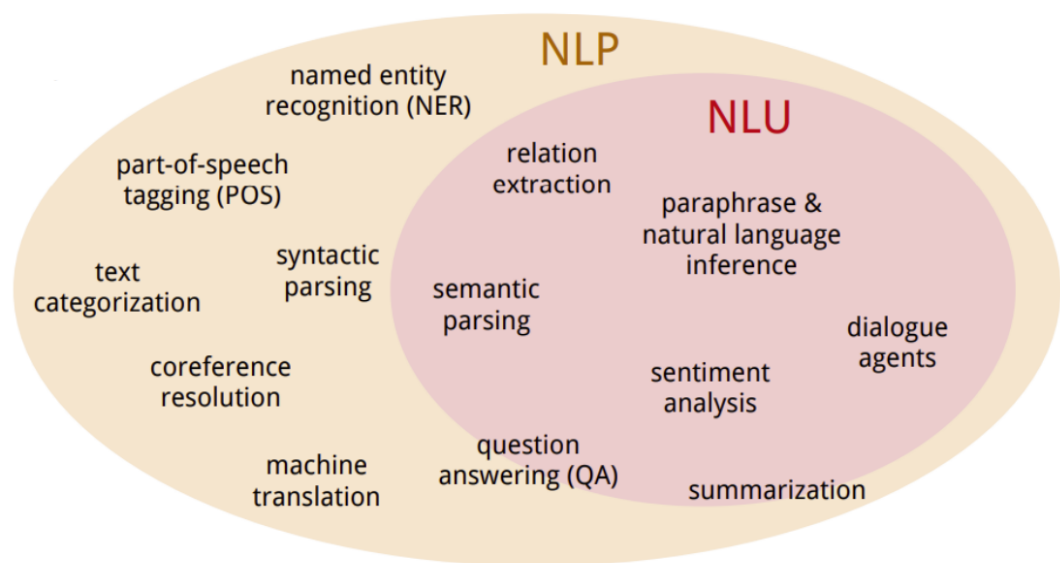 NLP
named entity
recognition (NER)
NLU
relation
extraction
part-of-speech
tagging (POS)
paraphrase &
natural language
inference
syntactic
parsing
text
categorization
semantic
parsing
dialogue
agents
coreference
resolution
sentiment
analysis
question
answering (QA)
machine
translation
summarization